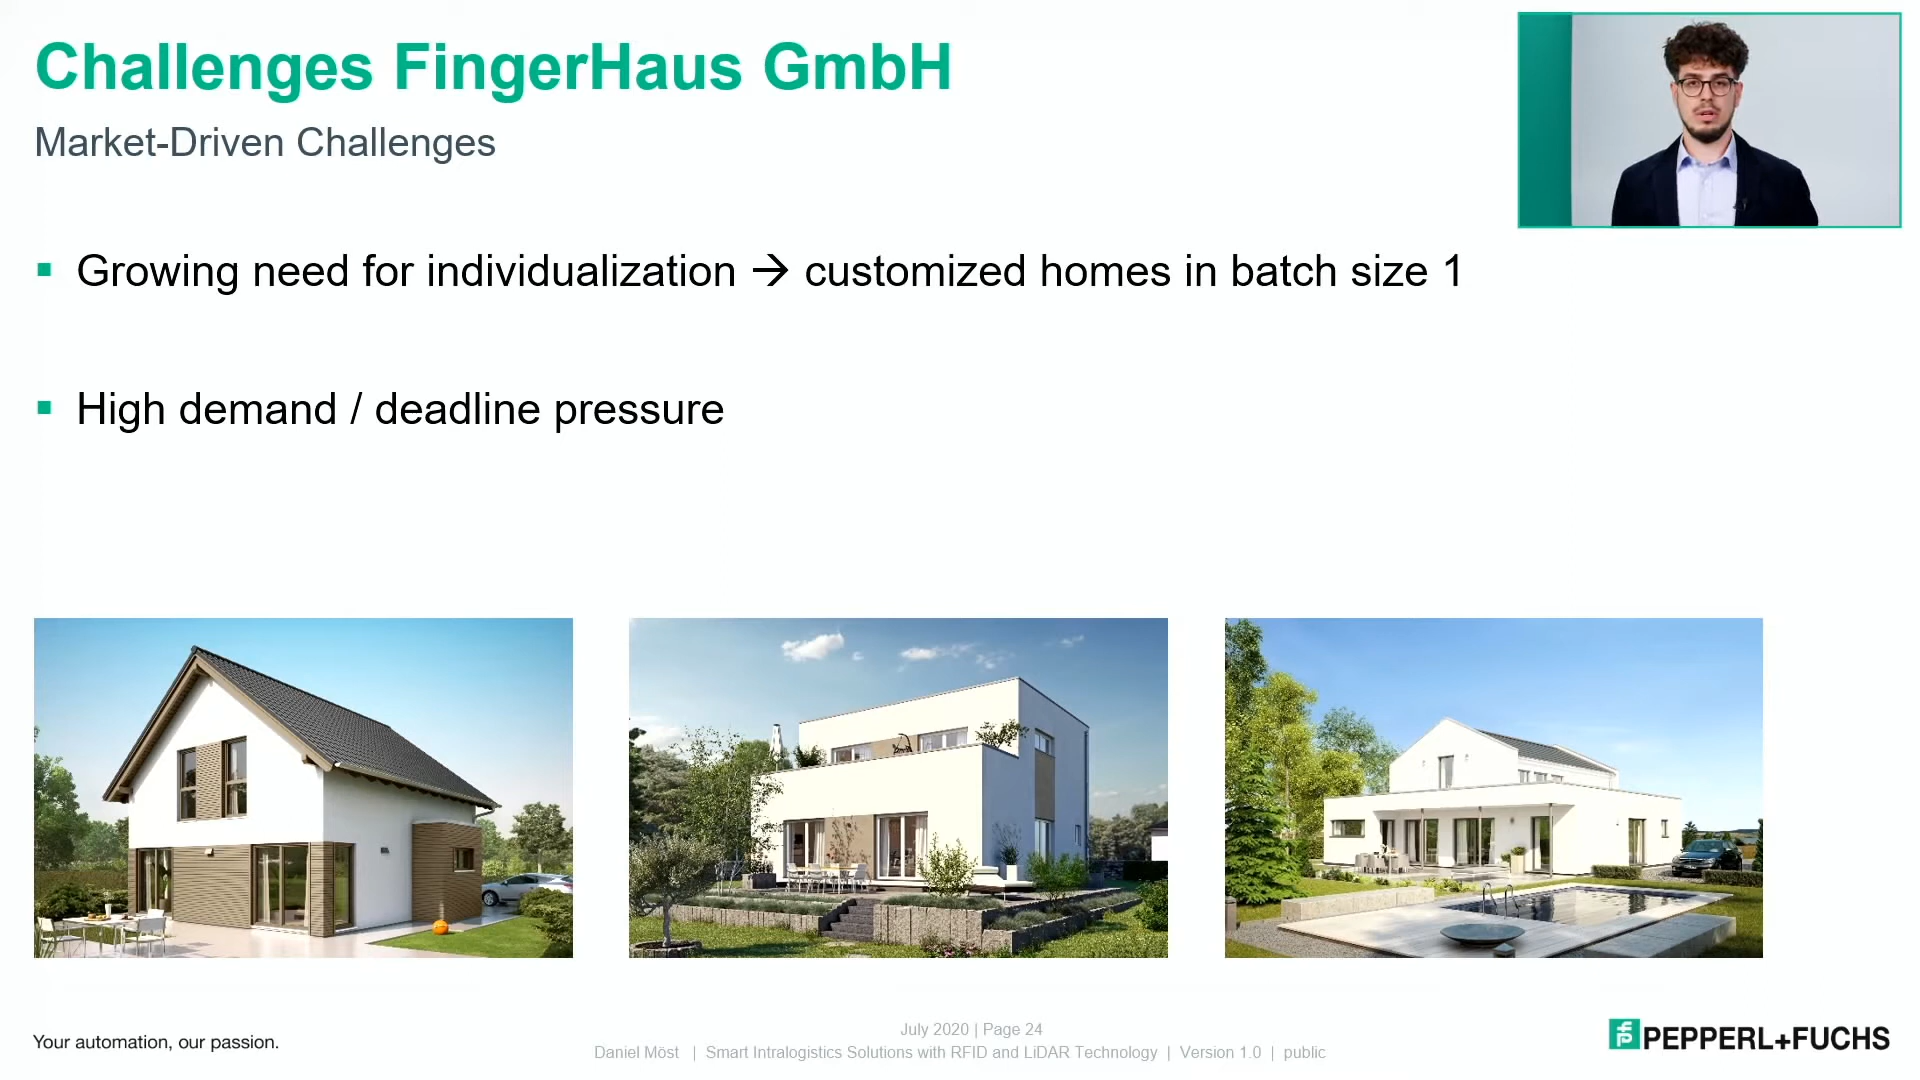 Challenges FingerHaus GmbH
Market-Driven Challenges
▪ Growing need for individualization → customized homes in batch size 1
▪ High demand / deadline pressure
Your automation, our passion.
July 2020 | Page 24
Daniel Möst | Smart Intralogistics Solutions with RFID and LiDAR Technology | Version 1.0 | public
PEPPERL+FUCHS